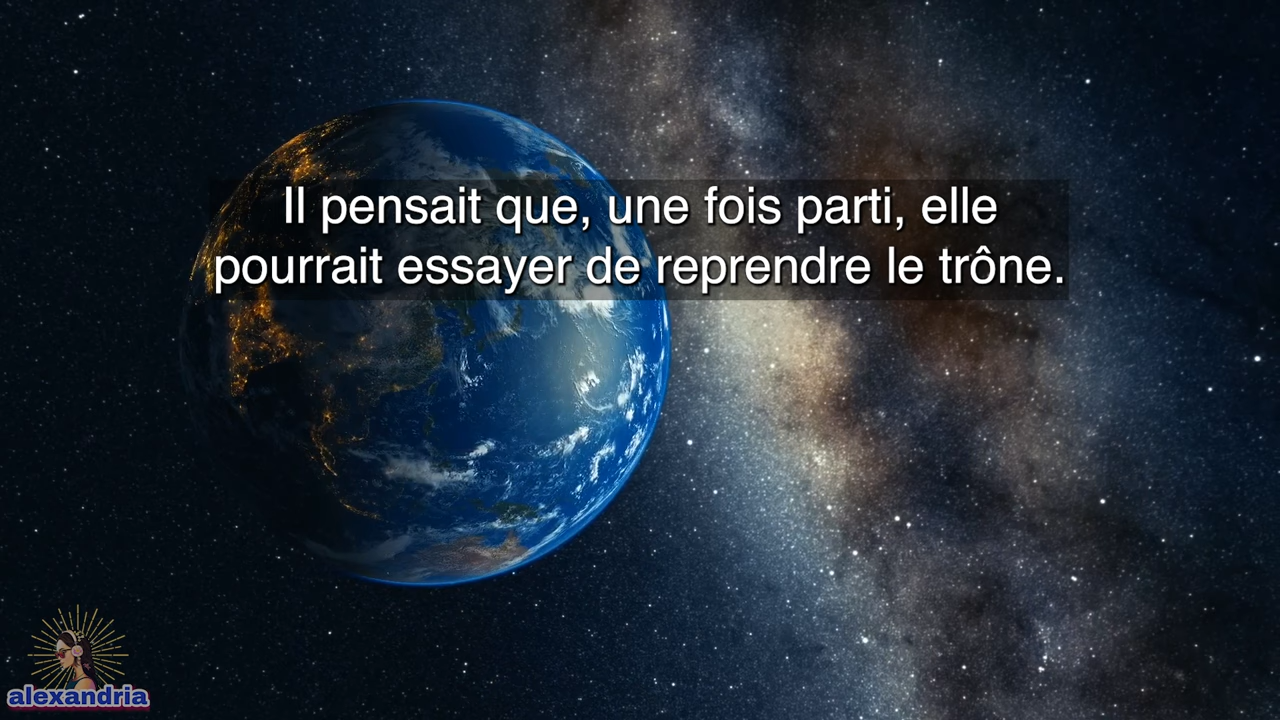 Il pensait que, une fois parti, elle
pourrait essayer de reprendre le trône.
alexandria